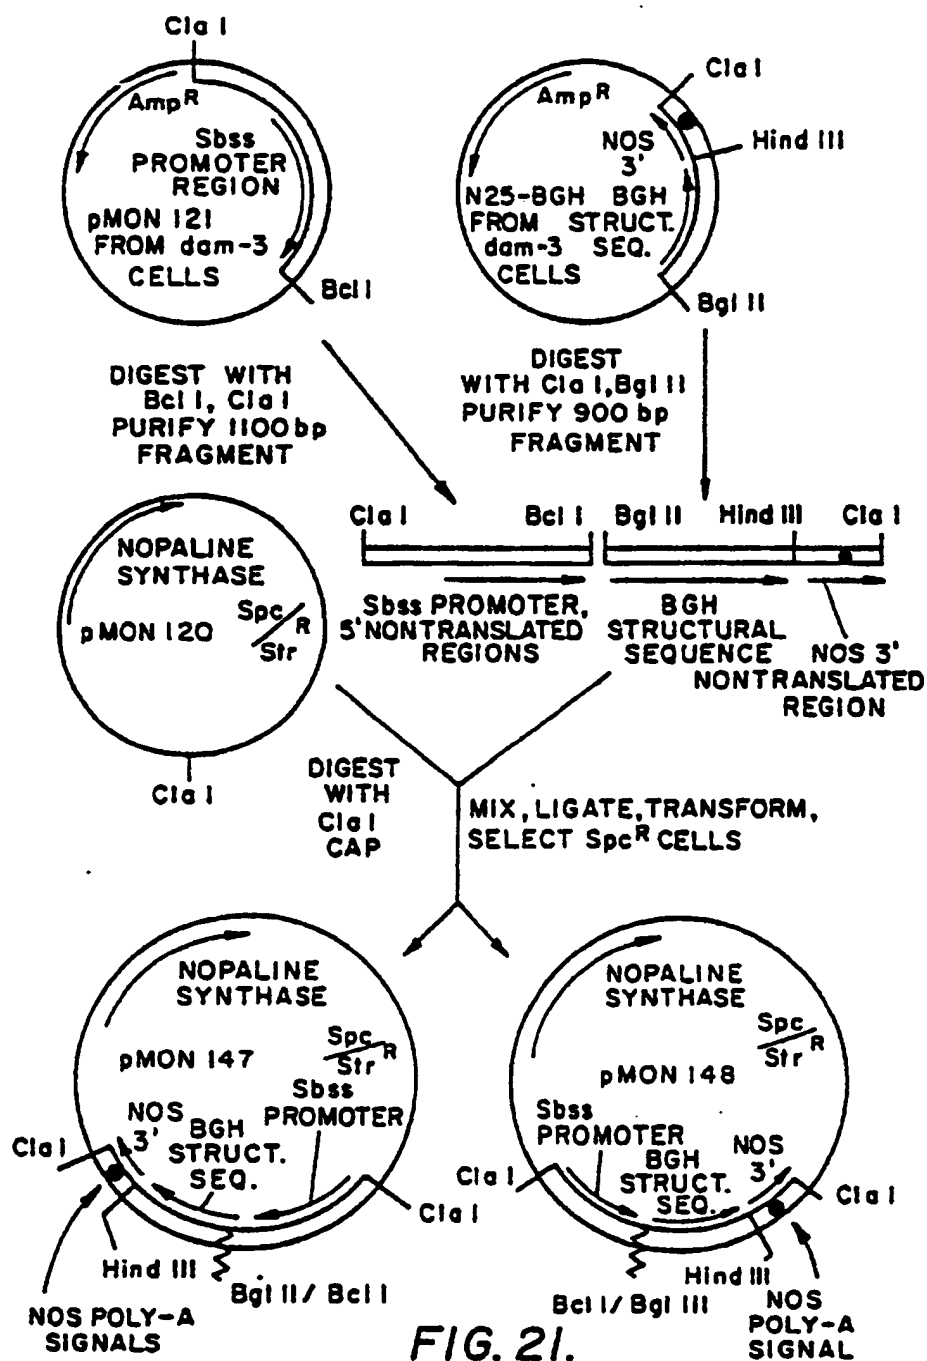 Cla I
Amp^R
Sbss
PROMOTER
REGION
pMON 121
FROM dam-3
CELLS
Bcl I
Cla I
Amp^R
NOS
3'
Hind III
N25-BGH
FROM
dam-3
CELLS
BGH
STRUCT.
SEQ.
Bgl II
DIGEST WITH
Bcl I, Cla I
PURIFY 1100 bp
FRAGMENT
DIGEST
WITH Cla I, Bgl II
PURIFY 900 bp
FRAGMENT
NOPALINE
SYNTHASE
pMON 120
Spc/Str R
Cla I
Cla I
Bcl I
Bgl II
Hind III
Cla I
Sbss PROMOTER,
5' NONTRANSLATED
REGIONS
BGH
STRUCTURAL
SEQUENCE
NOS 3'
NONTRANSLATED
REGION
DIGEST
WITH
Cla I
CAP
MIX, LIGATE, TRANSFORM,
SELECT Spc^R CELLS
NOPALINE
SYNTHASE
Spc/Str R
pMON 147
Sbss
PROMOTER
NOS
3'
BGH
STRUCT.
SEQ.
Cla I
Cla I
Hind III
Bgl II / Bcl I
NOS POLY-A
SIGNALS
NOPALINE
SYNTHASE
Spc/Str R
pMON 148
Sbss
PROMOTER
BGH
STRUCT.
SEQ.
NOS
3'
Cla I
Cla I
Hind III
Bcl I / Bgl III
NOS
POLY-A
SIGNAL
FIG. 21.